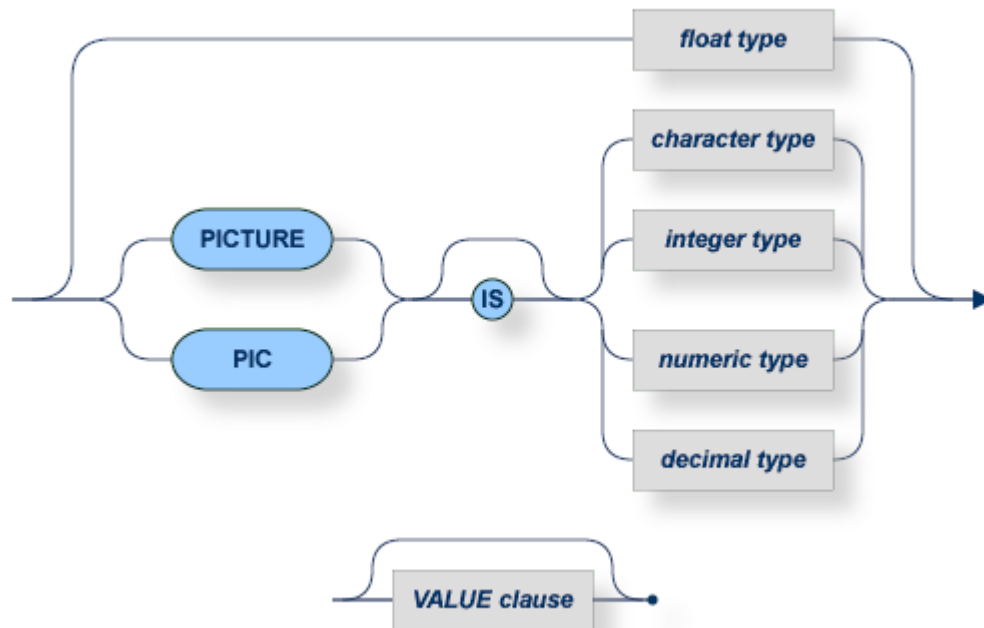 float type
character type
PICTURE
integer type
IS
PIC
numeric type
decimal type
VALUE clause